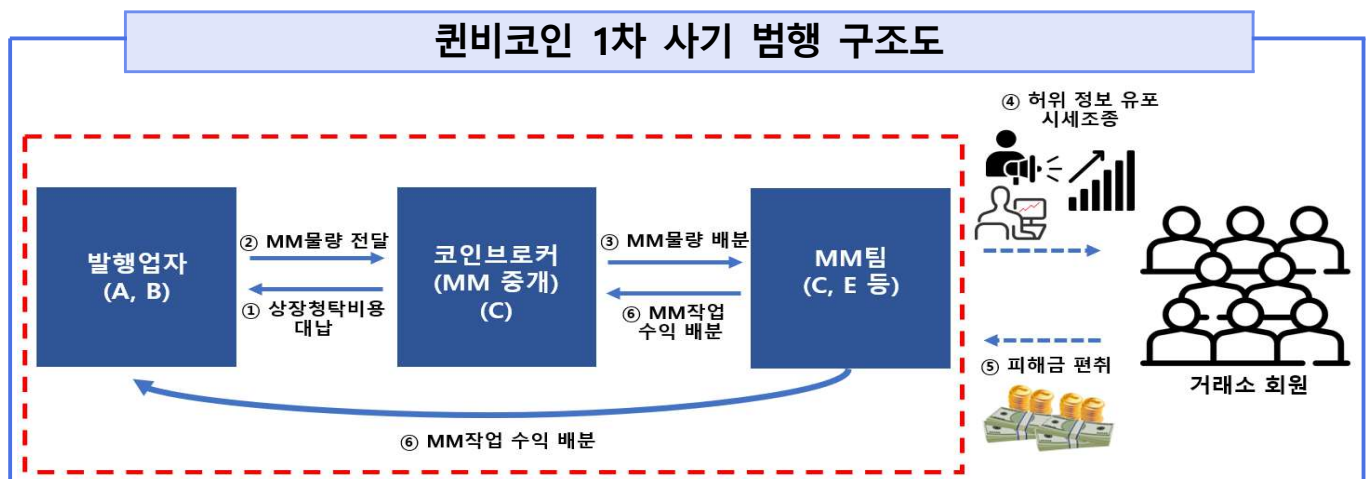 퀸비코인 1차 사기 범행 구조도
④ 허위 정보 유포
시세조종
발행업자
(A, B)
② MM물량 전달
① 상장청탁비용
대납
코인브로커
(MM 중개)
(C)
③ MM물량 배분
⑥ MM작업
수익 배분
MM팀
(C, E 등)
⑤ 피해금 편취
거래소 회원
⑥ MM작업 수익 배분